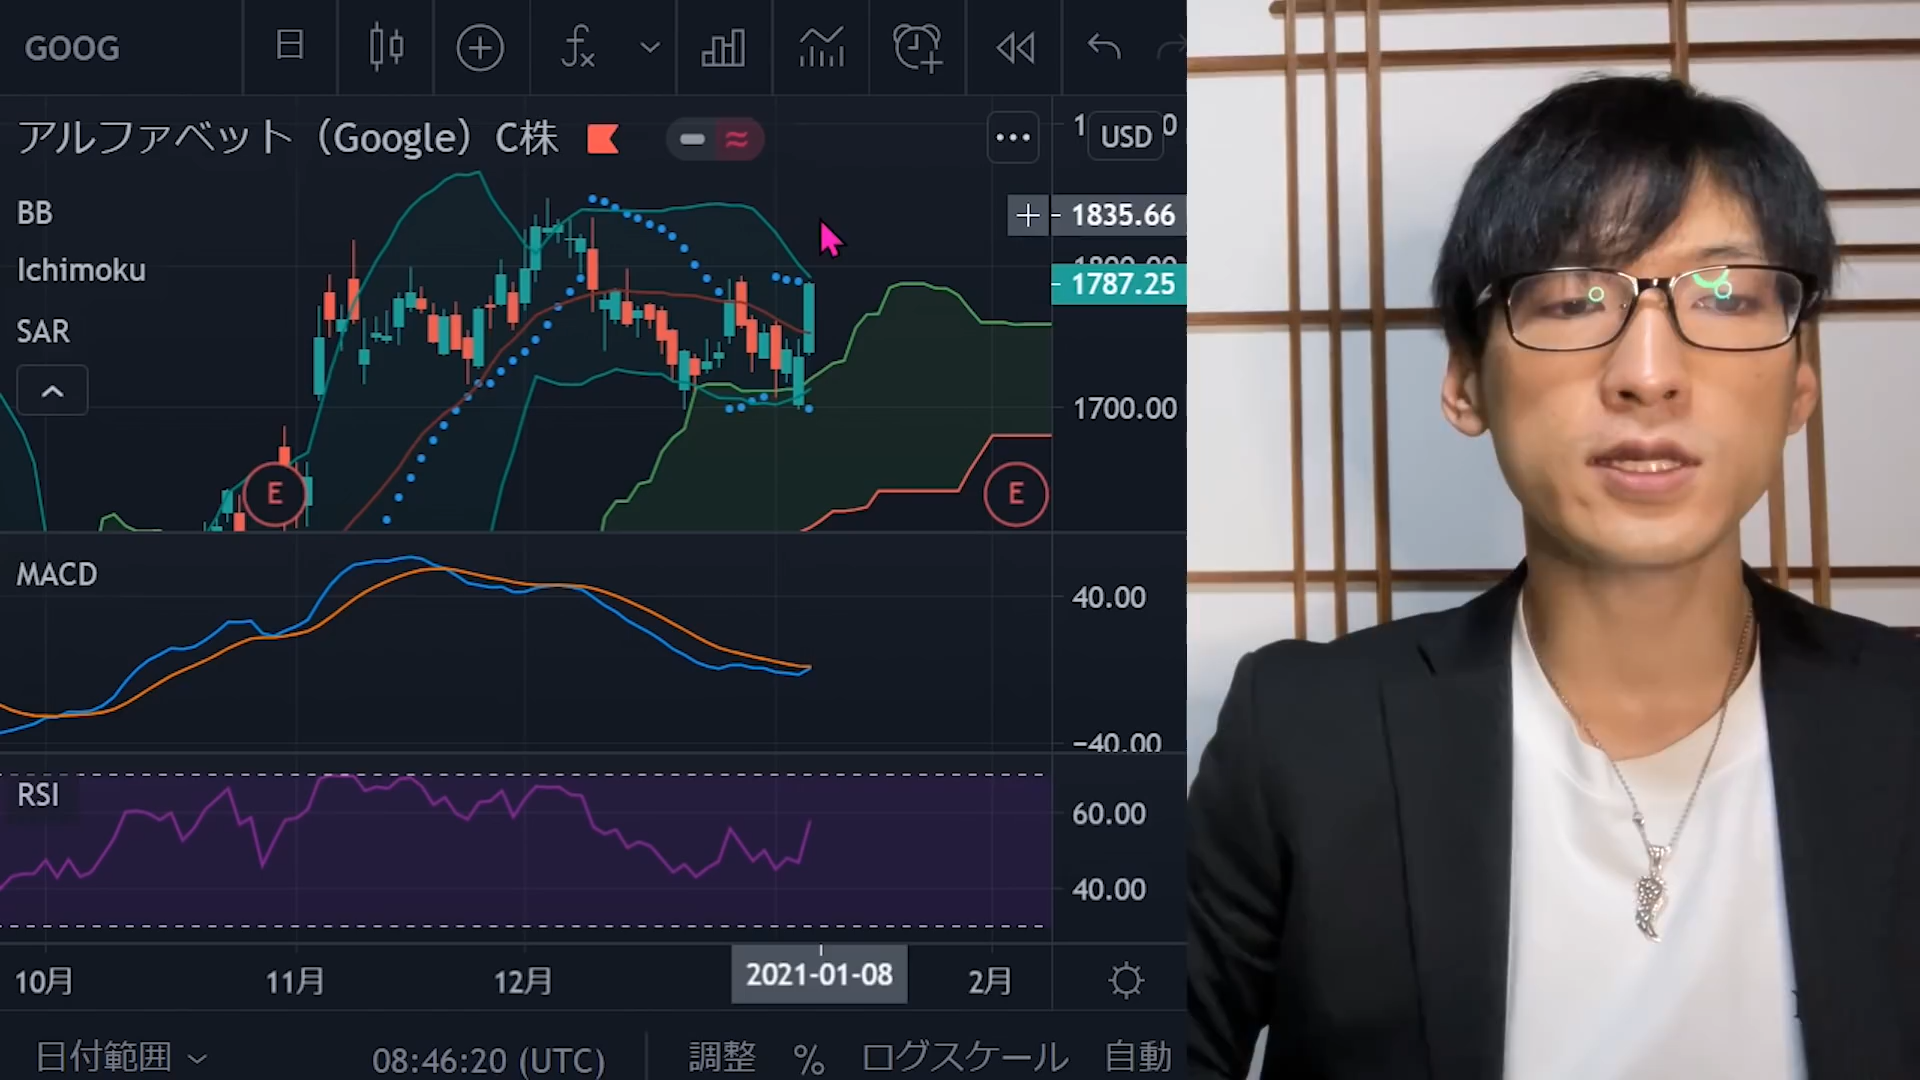 GOOG
日
アルファベット（Google）C株
USD
BB
1835.66
Ichimoku
1787.25
SAR
1700.00
E
E
MACD
40.00
−40.00
RSI
60.00
40.00
10月
11月
12月
2021-01-08
2月
日付範囲
08:46:20 (UTC)
調整
%
ログスケール
自動